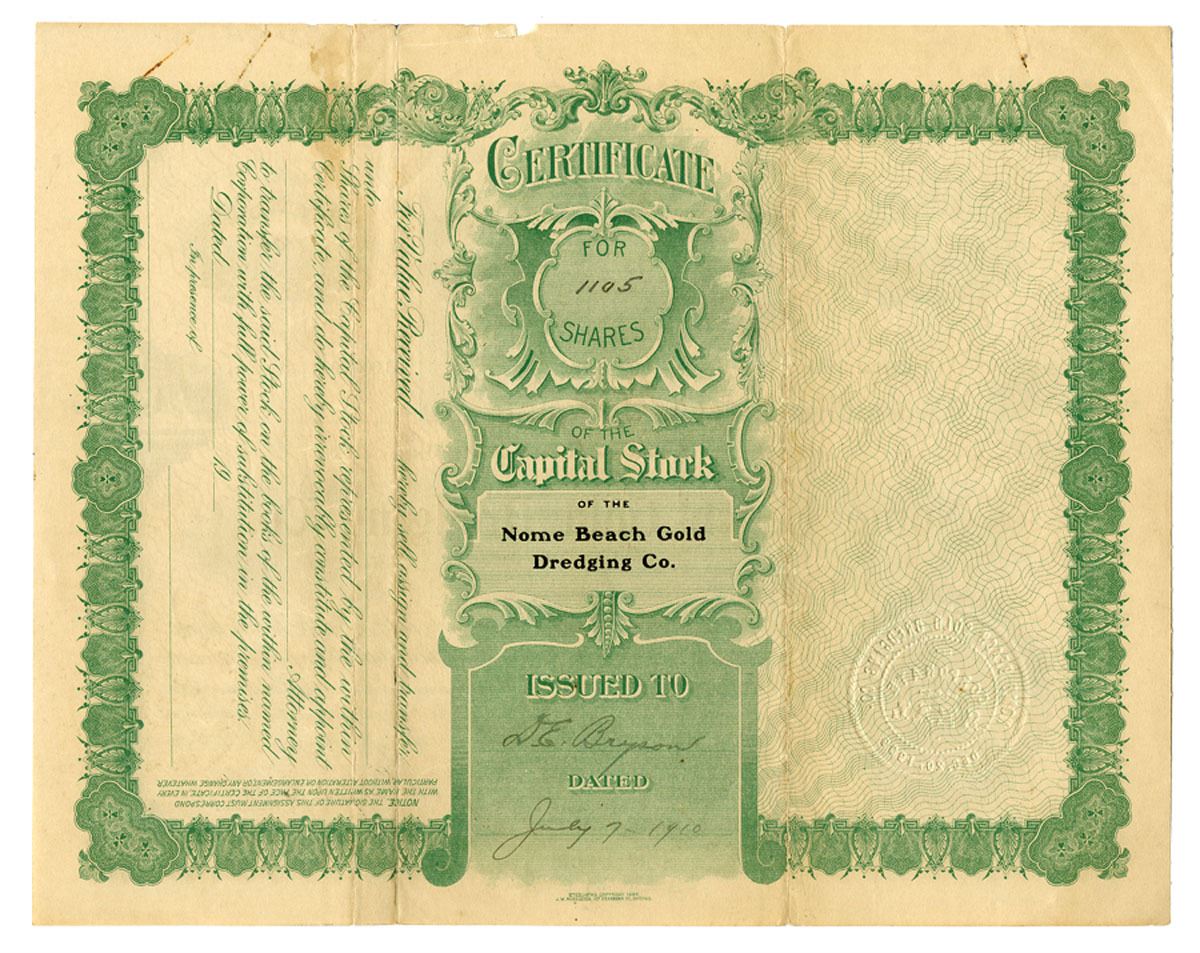 CERTIFICATE
FOR
1105
SHARES
OF THE
Capital Stock
OF THE
Nome Beach Gold
Dredging Co.
ISSUED TO
D.E. Bryson
DATED
July 7 - 1910
For Value Received hereby sell, assign and transfer
unto
Shares of the Capital Stock represented by the within
Certificate, and do hereby irrevocably constitute and appoint
Attorney
to transfer the said Stock on the books of the within named
Corporation with full power of substitution in the premises.
Dated 19
In presence of
NOTICE. THE SIGNATURE OF THIS ASSIGNMENT MUST CORRESPOND
WITH THE NAME AS WRITTEN UPON THE FACE OF THE CERTIFICATE, IN EVERY
PARTICULAR WITHOUT ALTERATION OR ENLARGEMENT OR ANY CHANGE WHATEVER